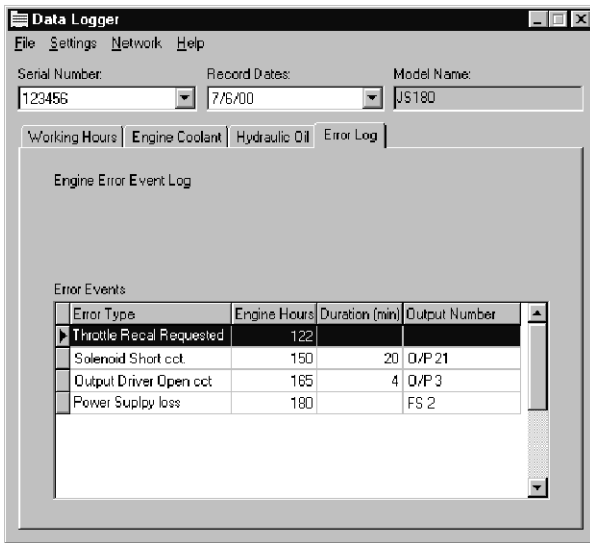 Data Logger
File Settings Network Help
Serial Number: Record Dates: Model Name:
123456 7/6/00 JS180
Working Hours Engine Coolant Hydraulic Oil Error Log
Engine Error Event Log
Error Events
Error Type Engine Hours Duration (min) Output Number
Throttle Recal Requested 122
Solenoid Short cct. 150 20 O/P 21
Output Driver Open cct 165 4 O/P 3
Power Suplpy loss 180 FS 2